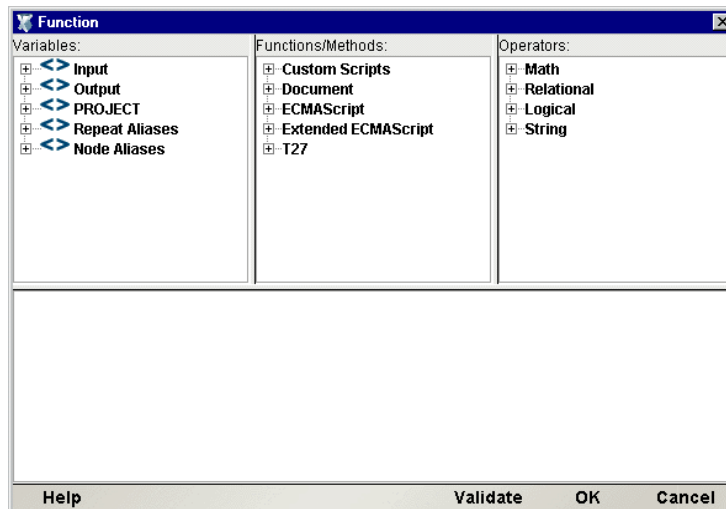 Function
Variables:
Input
Output
PROJECT
Repeat Aliases
Node Aliases
Functions/Methods:
Custom Scripts
Document
ECMAScript
Extended ECMAScript
T27
Operators:
Math
Relational
Logical
String
Help
Validate
OK
Cancel